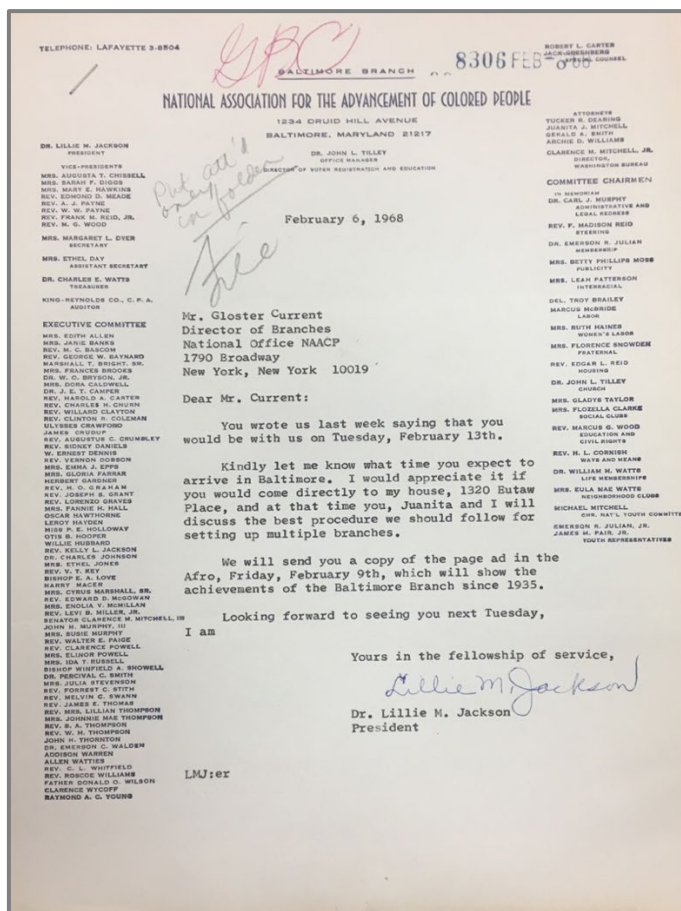 TELEPHONE: LAFAYETTE 3-8504
GBC
BALTIMORE BRANCH
8306 FEB
ROBERT L. CARTER
JACK GREENBERG
SPECIAL COUNSEL
NATIONAL ASSOCIATION FOR THE ADVANCEMENT OF COLORED PEOPLE
1234 DRUID HILL AVENUE
BALTIMORE, MARYLAND 21217
DR. JOHN L. TILLEY
OFFICE MANAGER
DIRECTOR OF VOTER REGISTRATION AND EDUCATION
Put att'd
only
in folder
File
DR. LILLIE M. JACKSON
PRESIDENT
VICE-PRESIDENTS
MRS. AUGUSTA T. CHISSELL
MRS. SARAH F. DIGGS
MRS. MARY E. HAWKINS
REV. EDMOND D. MEADE
REV. A. J. PAYNE
REV. W. W. PAYNE
REV. FRANK M. REID, JR.
REV. M. G. WOOD
MRS. MARGARET L. DYER
SECRETARY
MRS. ETHEL DAY
ASSISTANT SECRETARY
DR. CHARLES E. WATTS
TREASURER
KING-REYNOLDS CO., C. P. A.
AUDITOR
EXECUTIVE COMMITTEE
MRS. EDITH ALLEN
MRS. JANIE BANKS
REV. M. C. BASCOM
REV. GEORGE W. BAYNARD
MARSHALL T. BRIGHT, SR.
MRS. FRANCES BROOKS
DR. W. O. BRYSON, JR.
MRS. DORA CALDWELL
DR. J. E. T. CAMPER
REV. HAROLD A. CARTER
REV. CHARLES H. CHURN
REV. WILLARD CLAYTON
REV. CLINTON R. COLEMAN
ULYSSES CRAWFORD
JAMES CRUDUP
REV. AUGUSTUS C. CRUMBLEY
REV. SIDNEY DANIELS
W. ERNEST DENNIS
REV. VERNON DOBSON
MRS. EMMA J. EPPS
MRS. GLORIA FARRAR
HERBERT GARDNER
REV. H. O. GRAHAM
REV. JOSEPH S. GRANT
REV. LORENZO GRAVES
MRS. FANNIE H. HALL
OSCAR HAWTHORNE
LEROY HAYDEN
MISS P. E. HOLLOWAY
OTIS B. HOOPER
WILLIE HUBBARD
REV. KELLY L. JACKSON
DR. CHARLES JOHNSON
MRS. ETHEL JONES
REV. V. T. KEY
BISHOP E. A. LOVE
HARRY MACER
MRS. CYRUS MARSHALL, SR.
REV. EDWARD D. McGOWAN
MRS. ENOLIA V. McMILLAN
REV. LEVI B. MILLER, JR.
SENATOR CLARENCE M. MITCHELL, III
JOHN H. MURPHY, III
MRS. SUSIE MURPHY
REV. WALTER E. PAIGE
REV. CLARENCE POWELL
MRS. ELINOR POWELL
MRS. IDA T. RUSSELL
BISHOP WINFIELD A. SHOWELL
DR. PERCIVAL C. SMITH
MRS. JULIA STEVENSON
REV. FORREST C. STITH
REV. MELVIN C. SWANN
REV. JAMES E. THOMAS
REV. MRS. LILLIAN THOMPSON
MRS. JOHNNIE MAE THOMPSON
REV. S. A. THOMPSON
REV. W. H. THOMPSON
JOHN H. THORNTON
DR. EMERSON C. WALDEN
ADDISON WARREN
ALLEN WATTIES
REV. C. L. WHITFIELD
REV. ROSCOE WILLIAMS
FATHER DONALD O. WILSON
CLARENCE WYCOFF
RAYMOND A. C. YOUNG
February 6, 1968
Mr. Gloster Current
Director of Branches
National Office NAACP
1790 Broadway
New York, New York 10019
Dear Mr. Current:
You wrote us last week saying that you
would be with us on Tuesday, February 13th.
Kindly let me know what time you expect to
arrive in Baltimore. I would appreciate it if
you would come directly to my house, 1320 Eutaw
Place, and at that time you, Juanita and I will
discuss the best procedure we should follow for
setting up multiple branches.
We will send you a copy of the page ad in the
Afro, Friday, February 9th, which will show the
achievements of the Baltimore Branch since 1935.
Looking forward to seeing you next Tuesday,
I am
Yours in the fellowship of service,
Lillie M. Jackson
Dr. Lillie M. Jackson
President
LMJ:er
ATTORNEYS
TUCKER R. DEARING
JUANITA J. MITCHELL
GERALD A. SMITH
ARCHIE D. WILLIAMS
CLARENCE M. MITCHELL, JR.
DIRECTOR,
WASHINGTON BUREAU
COMMITTEE CHAIRMEN
IN MEMORIAM
DR. CARL J. MURPHY
ADMINISTRATIVE AND
LEGAL REDRESS
REV. F. MADISON REID
STEERING
DR. EMERSON R. JULIAN
MEMBERSHIP
MRS. BETTY PHILLIPS MOSS
PUBLICITY
MRS. LEAH PATTERSON
INTERRACIAL
DEL. TROY BRAILEY
MARCUS McBRIDE
LABOR
MRS. RUTH HAINES
WOMEN'S LABOR
MRS. FLORENCE SNOWDEN
FRATERNAL
REV. EDGAR L. REID
HOUSING
DR. JOHN L. TILLEY
CHURCH
MRS. GLADYS TAYLOR
MRS. FLOZELLA CLARKE
SOCIAL CLUBS
REV. MARCUS G. WOOD
EDUCATION AND
CIVIL RIGHTS
REV. H. L. CORNISH
WAYS AND MEANS
DR. WILLIAM H. WATTS
LIFE MEMBERSHIPS
MRS. EULA MAE WATTS
NEIGHBORHOOD CLUBS
MICHAEL MITCHELL
CHR. NAT'L YOUTH COMMITTEE
EMERSON R. JULIAN, JR.
JAMES M. PAIR, JR.
YOUTH REPRESENTATIVES